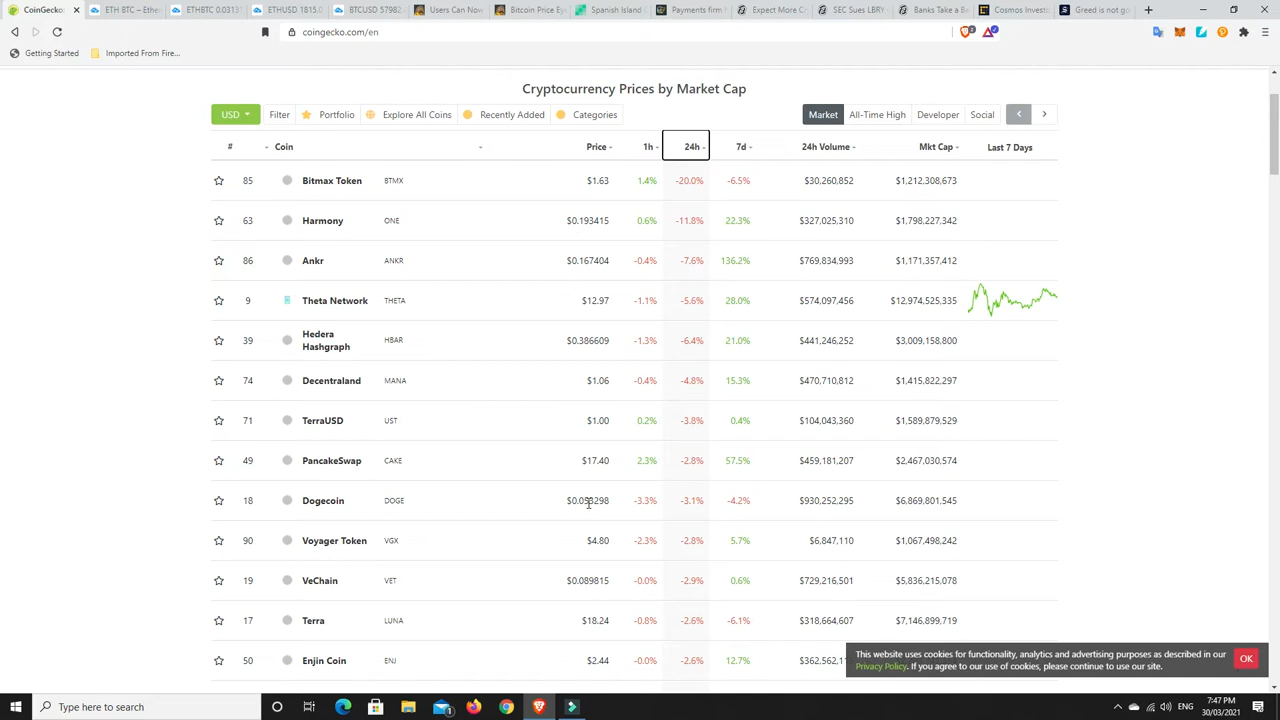 CoinGecko:
ETH BTC –
ETHBTC 0.0313
ETHUSD 1815.0
BTCUSD 57982.
Users Can Now
Bitcoin Price Ey
Spanish Island
Payments firm
Expect More C
SEC Sues LBRY
Banks Take a B
Cosmos Invest
Greed is not go
coingecko.com/en
Getting Started
Imported From Fire...
Cryptocurrency Prices by Market Cap
USD
Filter
Portfolio
Explore All Coins
Recently Added
Categories
Market
All-Time High
Developer
Social
# Coin Price 1h 24h 7d 24h Volume Mkt Cap Last 7 Days
85 Bitmax Token BTMX $1.63 1.4% -20.0% -6.5% $30,260,852 $1,212,308,673
63 Harmony ONE $0.193415 0.6% -11.8% 22.3% $327,025,310 $1,798,227,342
86 Ankr ANKR $0.167404 -0.4% -7.6% 136.2% $769,834,993 $1,171,357,412
9 Theta Network THETA $12.97 -1.1% -5.6% 28.0% $574,097,456 $12,974,525,335
39 Hedera Hashgraph HBAR $0.386609 -1.3% -6.4% 21.0% $441,246,252 $3,009,158,800
74 Decentraland MANA $1.06 -0.4% -4.8% 15.3% $470,710,812 $1,415,822,297
71 TerraUSD UST $1.00 0.2% -3.8% 0.4% $104,043,360 $1,589,879,529
49 PancakeSwap CAKE $17.40 2.3% -2.8% 57.5% $459,181,207 $2,467,030,574
18 Dogecoin DOGE $0.053298 -3.3% -3.1% -4.2% $930,252,295 $6,869,801,545
90 Voyager Token VGX $4.80 -2.3% -2.8% 5.7% $6,847,110 $1,067,498,242
19 VeChain VET $0.089815 -0.0% -2.9% 0.6% $729,216,501 $5,836,215,078
17 Terra LUNA $18.24 -0.8% -2.6% -6.1% $318,664,607 $7,146,899,719
50 Enjin Coin ENJ $2.44 -0.0% -2.6% 12.7% $362,562,1
This website uses cookies for functionality, analytics and advertising purposes as described in our
Privacy Policy. If you agree to our use of cookies, please continue to use our site.
OK
Type here to search
ENG
7:47 PM
30/03/2021